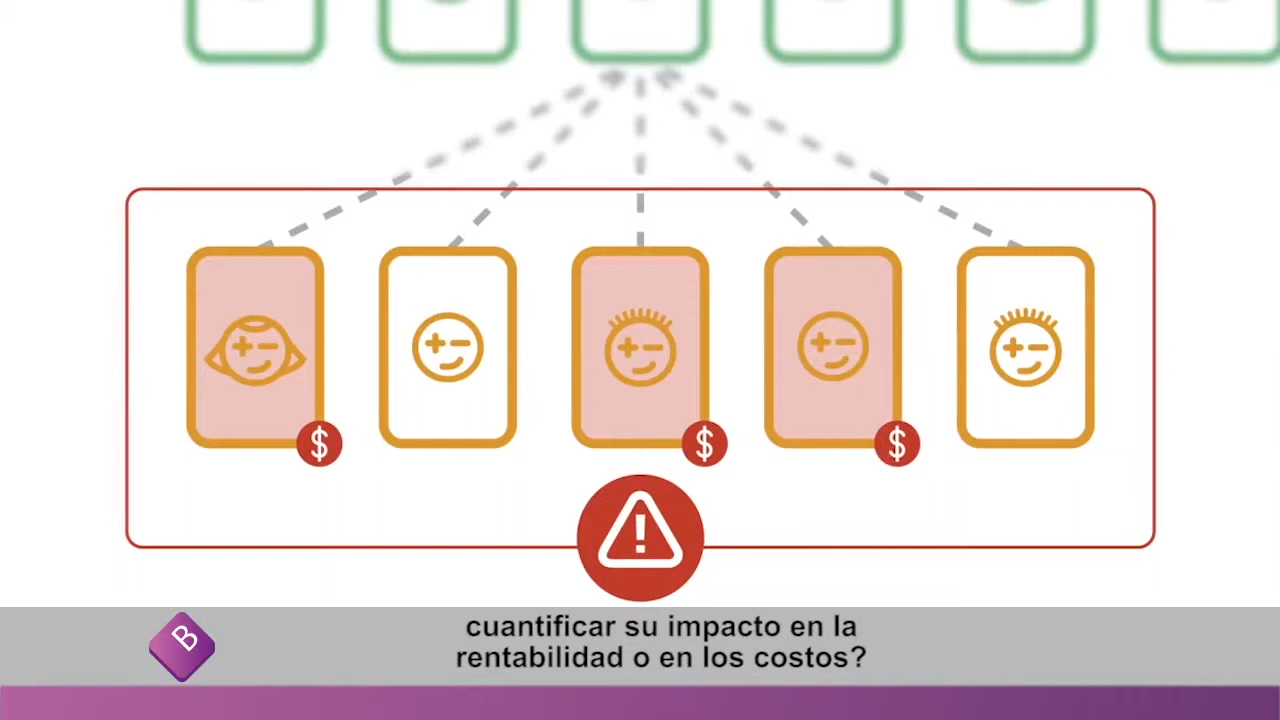 $ $ $
!
B
cuantificar su impacto en la
rentabilidad o en los costos?